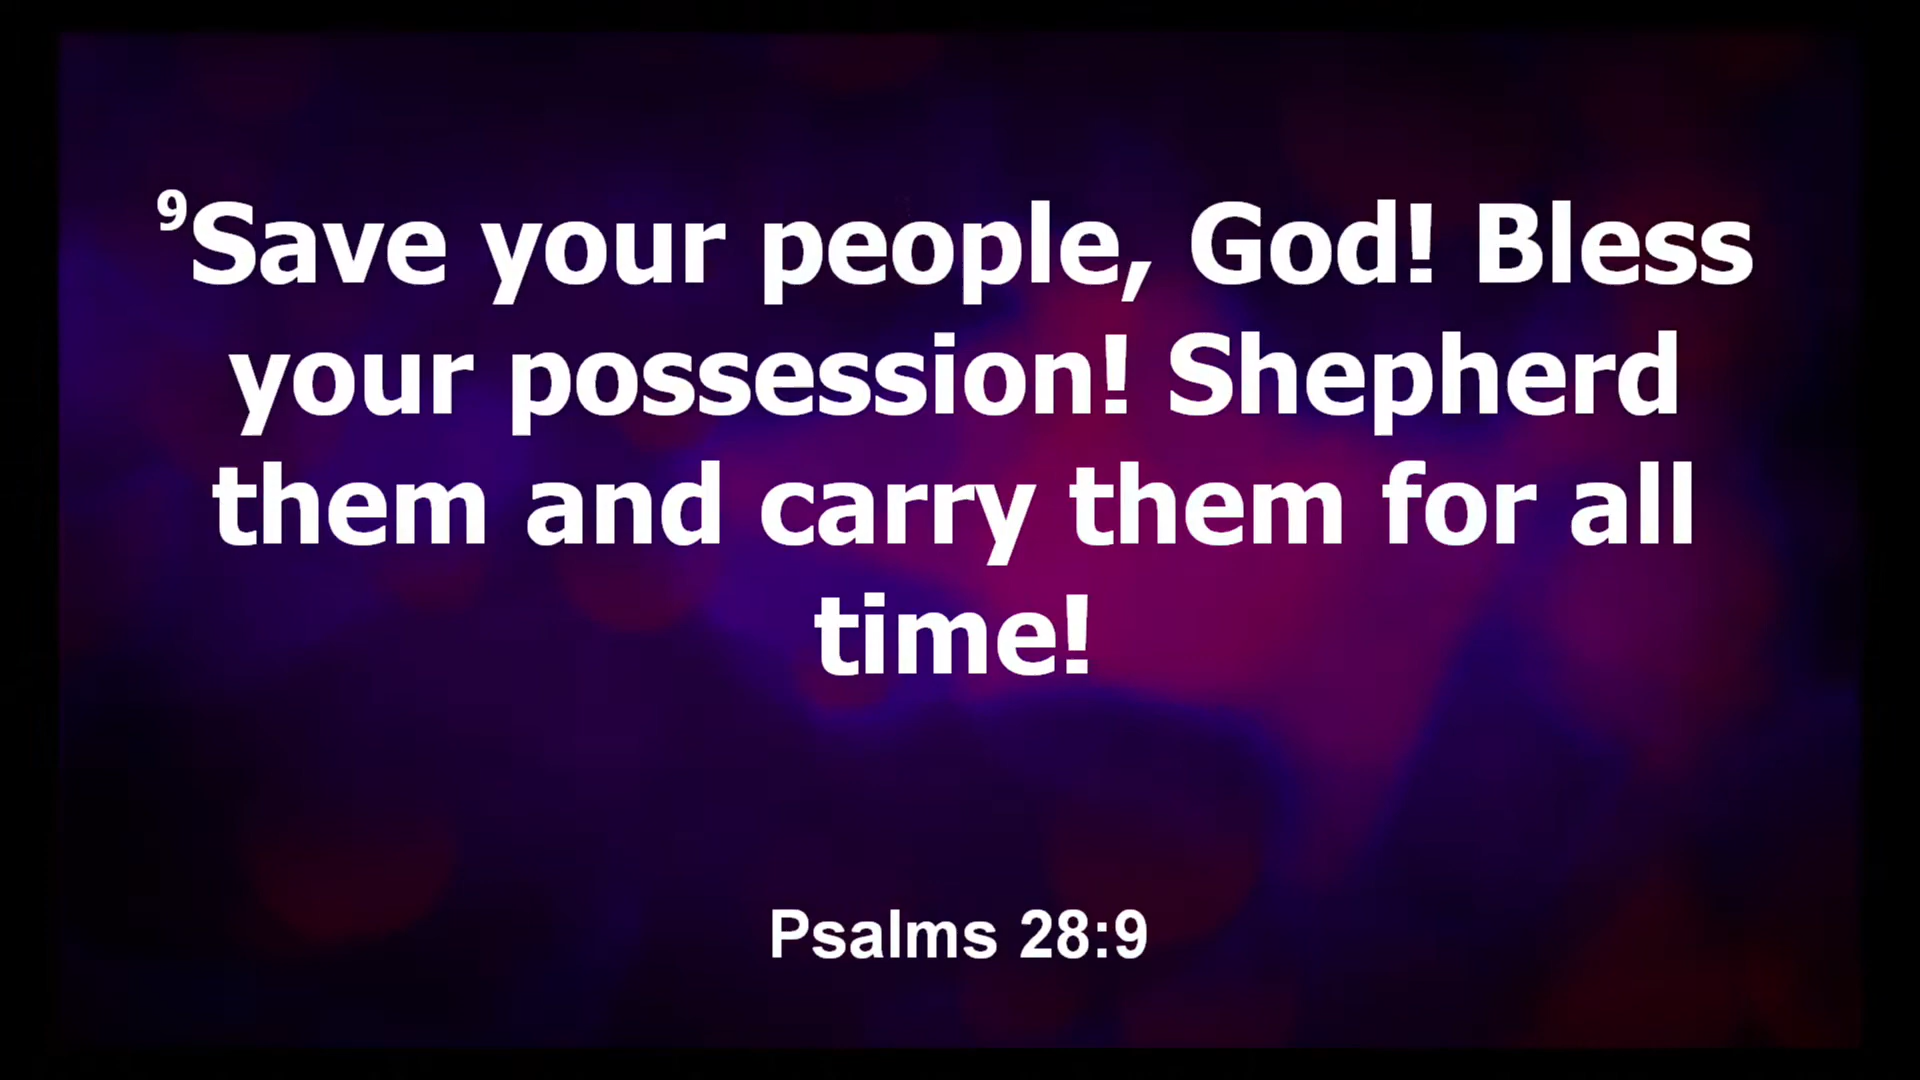 ⁹Save your people, God! Bless
your possession! Shepherd
them and carry them for all
time!
Psalms 28:9